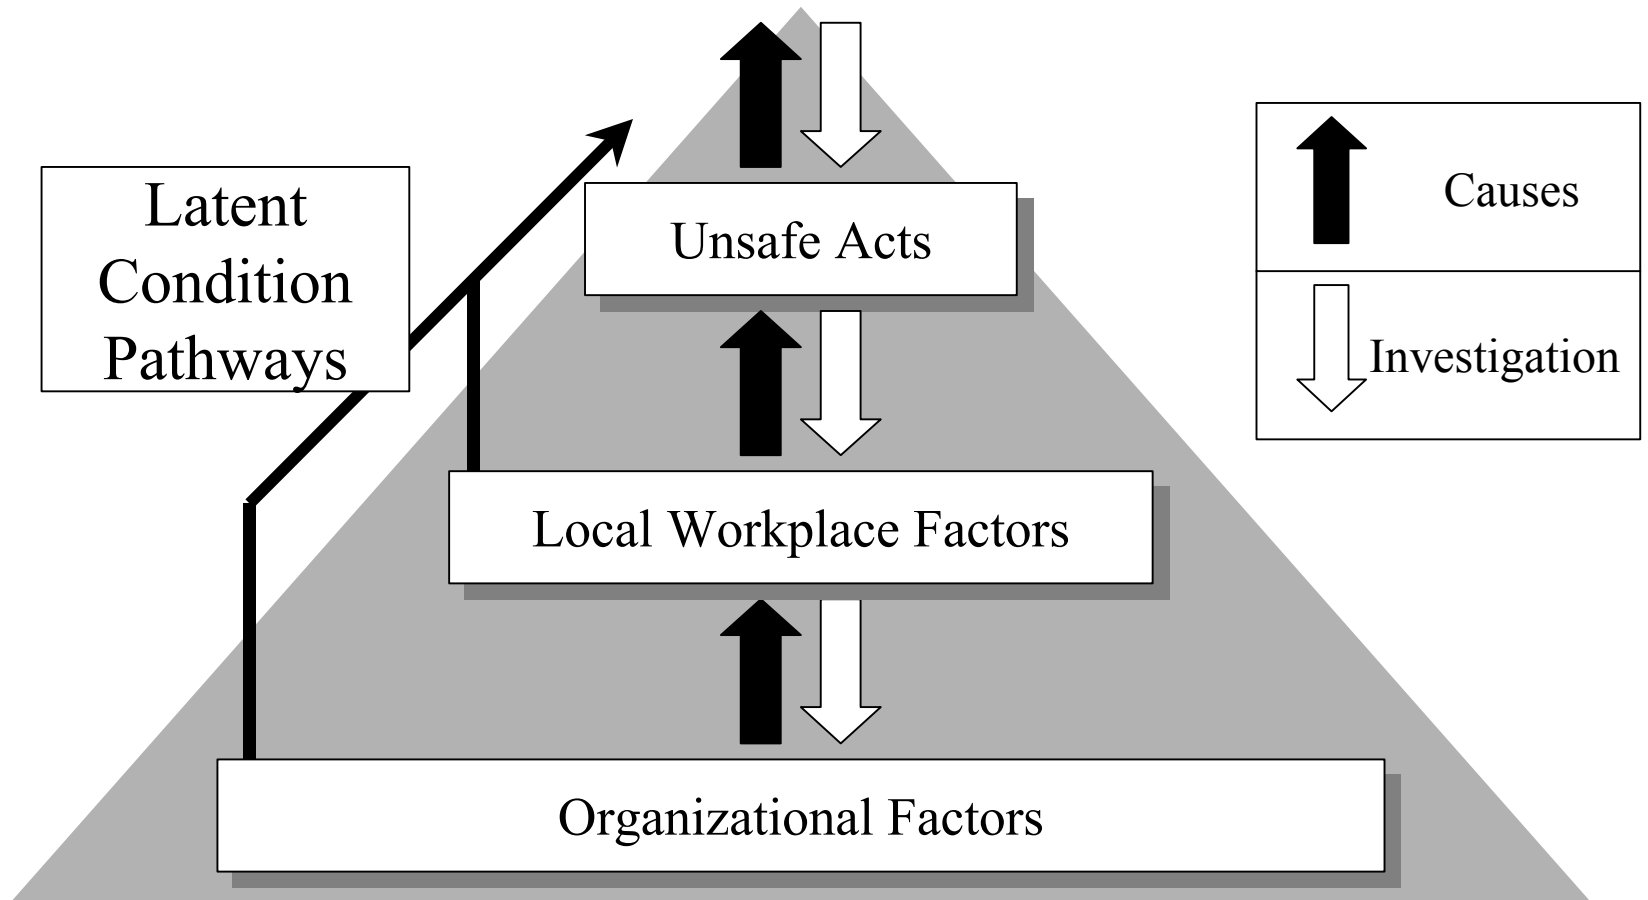 Latent
Condition
Pathways
Unsafe Acts
Local Workplace Factors
Organizational Factors
Causes
Investigation